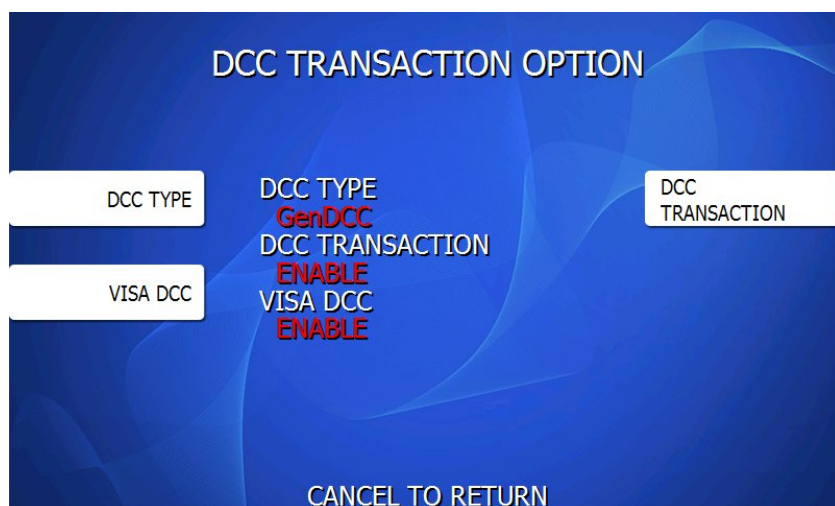 DCC TRANSACTION OPTION
DCC TYPE
DCC TYPE
GenDCC
DCC TRANSACTION
ENABLE
VISA DCC
ENABLE
VISA DCC
DCC
TRANSACTION
CANCEL TO RETURN